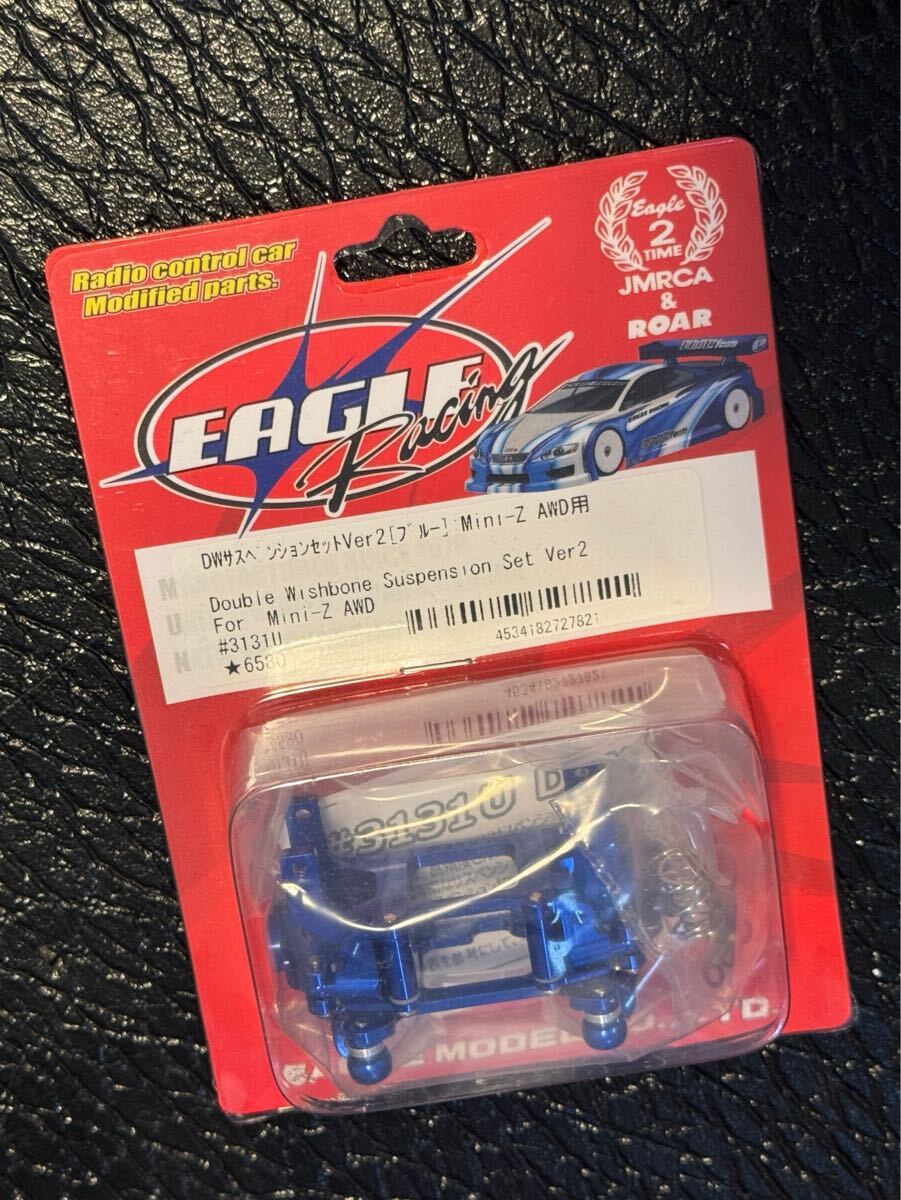 Radio control car
Modified parts.
Eagle
2
TIME
JMRCA
&
ROAR
EAGLE
Racing
DWサスペンションセットVer2[ブルー]:Mini-Z AWD用
Double Wishbone Suspension Set Ver2
For Mini-Z AWD
#3131U
★6580
4534182727821
4534182727821
#3131U D